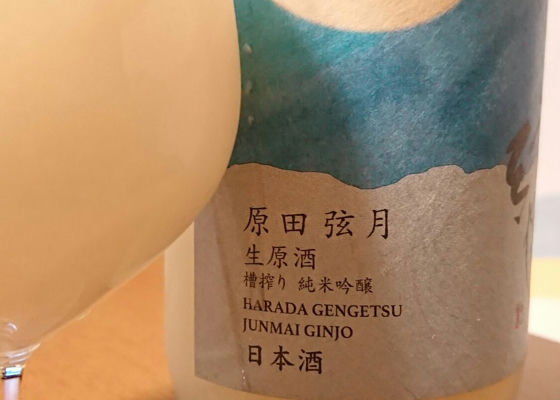 原田 弦月
生原酒
槽搾り 純米吟醸
HARADA GENGETSU
JUNMAI GINJO
日本酒